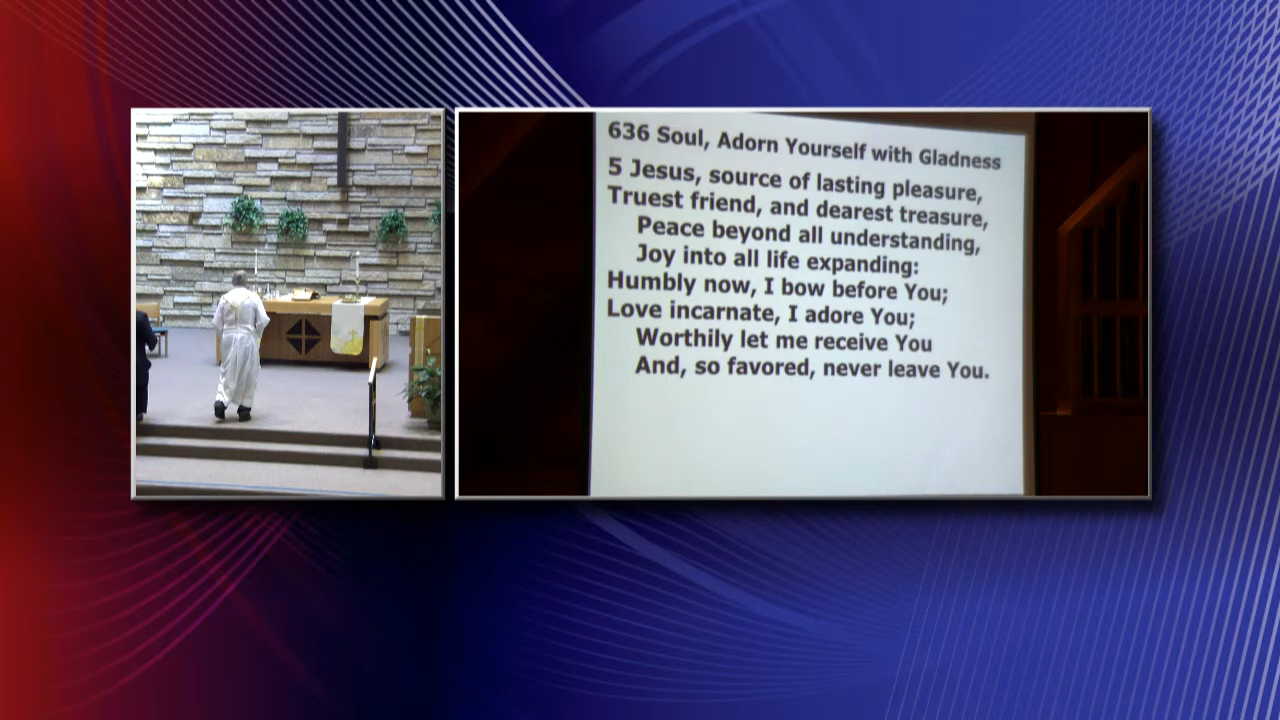 636 Soul, Adorn Yourself with Gladness
5 Jesus, source of lasting pleasure,
Truest friend, and dearest treasure,
Peace beyond all understanding,
Joy into all life expanding:
Humbly now, I bow before You;
Love incarnate, I adore You;
Worthily let me receive You
And, so favored, never leave You.